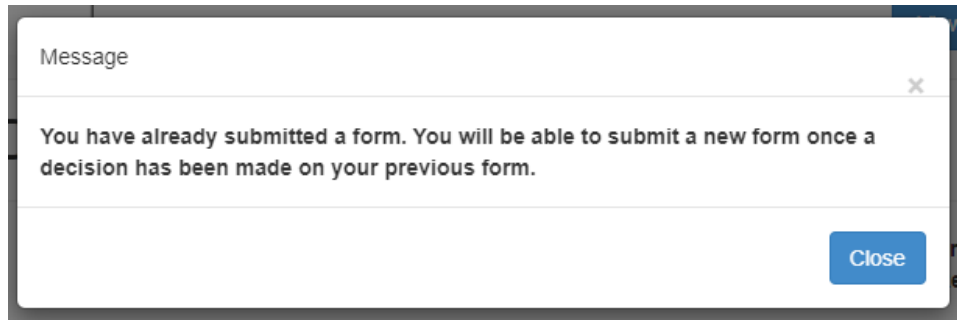 Message
×
You have already submitted a form. You will be able to submit a new form once a
decision has been made on your previous form.
Close